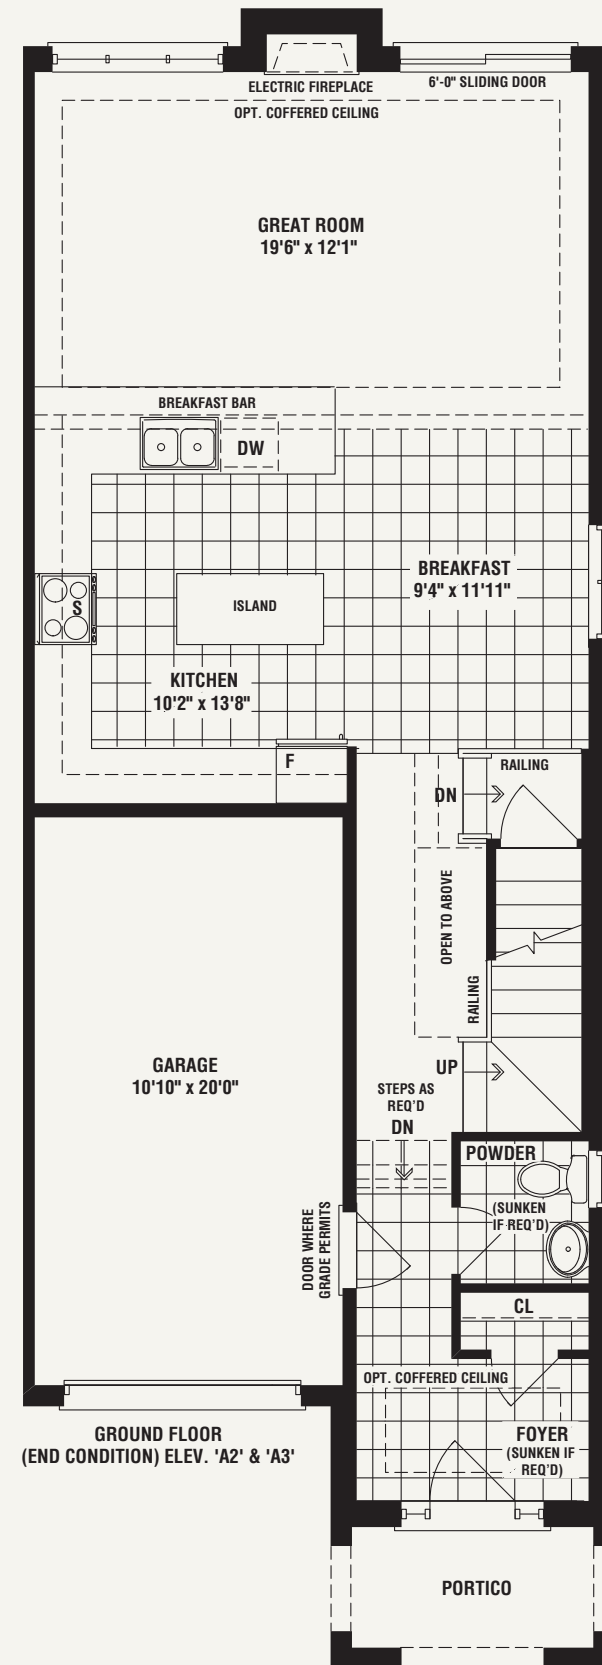 ELECTRIC FIREPLACE
6'-0" SLIDING DOOR
OPT. COFFERED CEILING
GREAT ROOM
19'6" x 12'1"
BREAKFAST BAR
DW
BREAKFAST
9'4" x 11'11"
S
ISLAND
KITCHEN
10'2" x 13'8"
F
RAILING
DN
OPEN TO ABOVE
RAILING
GARAGE
10'10" x 20'0"
UP
STEPS AS
REQ'D
DN
POWDER
(SUNKEN
IF REQ'D)
DOOR WHERE
GRADE PERMITS
CL
OPT. COFFERED CEILING
FOYER
(SUNKEN IF
REQ'D)
GROUND FLOOR
(END CONDITION) ELEV. 'A2' & 'A3'
PORTICO